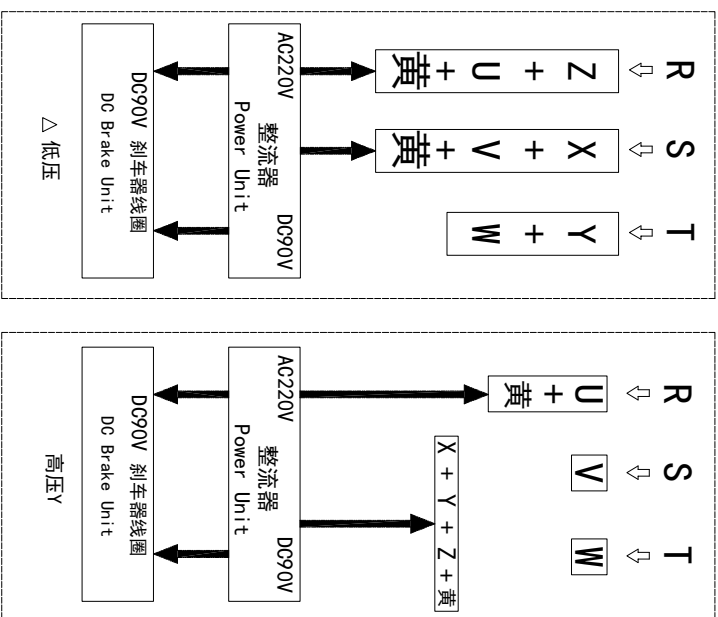 R S T
Z + U + 黄
X + V + 黄
Y + W
AC220V 整流器 DC90V
Power Unit
DC90V 刹车器线圈
DC Brake Unit
△ 低压
R S T
U + 黄
V
W
X + Y + Z + 黄
AC220V 整流器 DC90V
Power Unit
DC90V 刹车器线圈
DC Brake Unit
高压Y